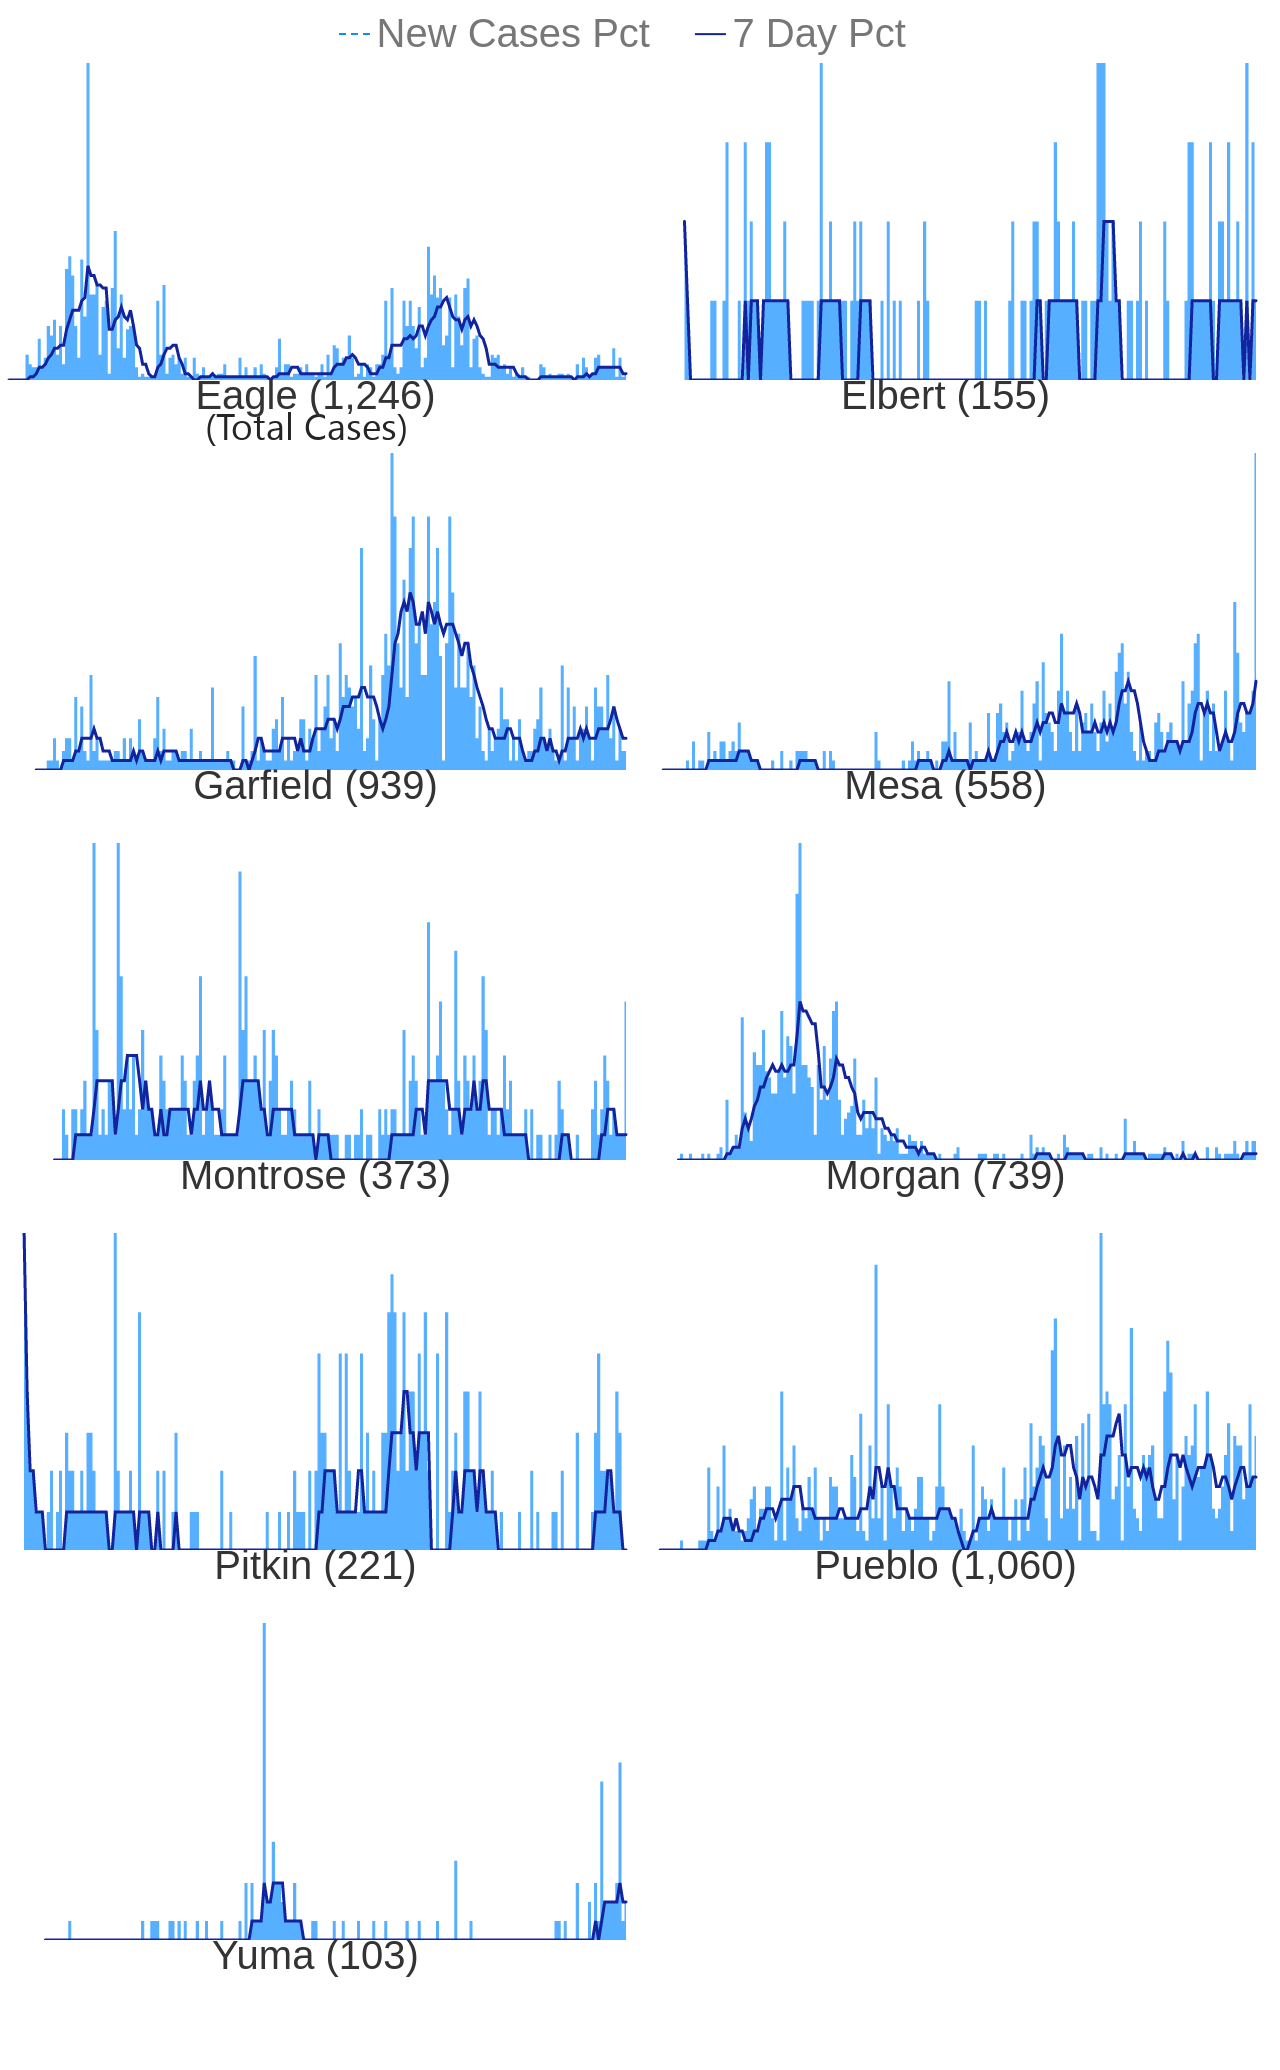 New Cases Pct 7 Day Pct
Eagle (1,246) Elbert (155)
(Total Cases)
Garfield (939) Mesa (558)
Montrose (373) Morgan (739)
Pitkin (221) Pueblo (1,060)
Yuma (103)